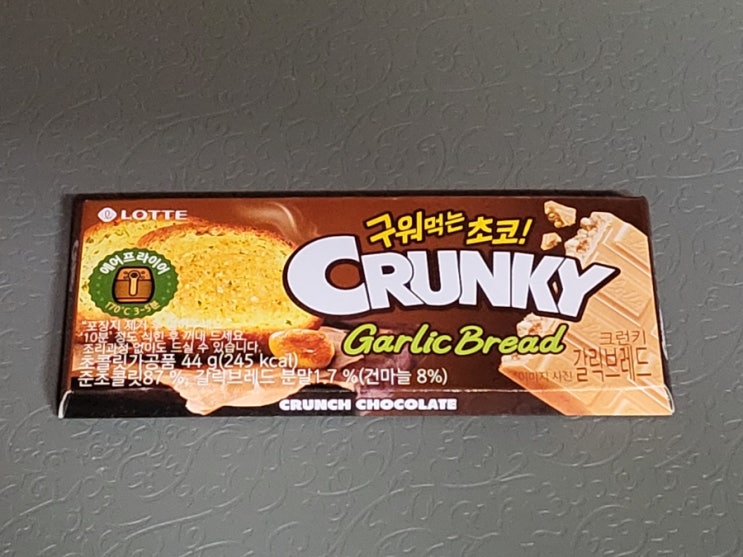 LOTTE
구워먹는 초코!
CRUNKY
Garlic Bread
에어프라이어
170°C 3-5분
"포장지 제거
10분" 정도 식힌 후 꺼내 드세요
조리과정 없이도 드실 수 있습니다.
초콜릿가공품 44 g(245 kcal)
준초콜릿87 %, 갈릭브레드 분말1.7 %(건마늘 8%)
크런키
갈릭브레드
*이미지 사진
CRUNCH CHOCOLATE